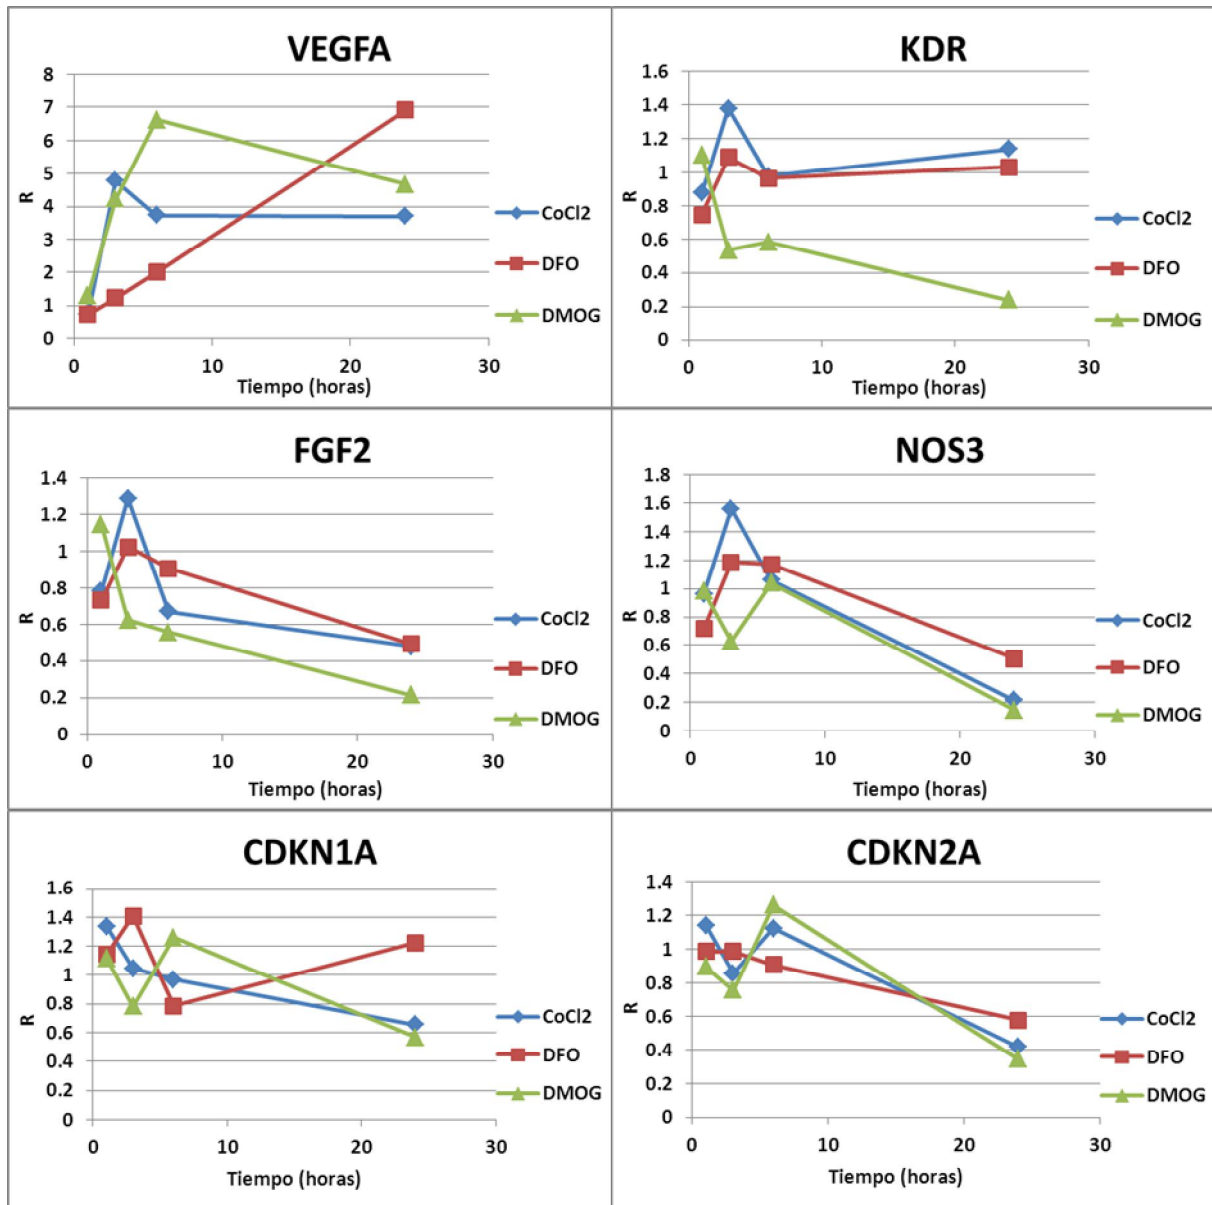 VEGFA
8
7
6
5
4
3
2
1
0
R
0 10 20 30
Tiempo (horas)
CoCl2
DFO
DMOG
KDR
1.6
1.4
1.2
1
0.8
0.6
0.4
0.2
0
R
0 10 20 30
Tiempo (horas)
CoCl2
DFO
DMOG
FGF2
1.4
1.2
1
0.8
0.6
0.4
0.2
0
R
0 10 20 30
Tiempo (horas)
CoCl2
DFO
DMOG
NOS3
1.8
1.6
1.4
1.2
1
0.8
0.6
0.4
0.2
0
R
0 10 20 30
Tiempo (horas)
CoCl2
DFO
DMOG
CDKN1A
1.6
1.4
1.2
1
0.8
0.6
0.4
0.2
0
R
0 10 20 30
Tiempo (horas)
CoCl2
DFO
DMOG
CDKN2A
1.4
1.2
1
0.8
0.6
0.4
0.2
0
R
0 10 20 30
Tiempo (horas)
CoCl2
DFO
DMOG